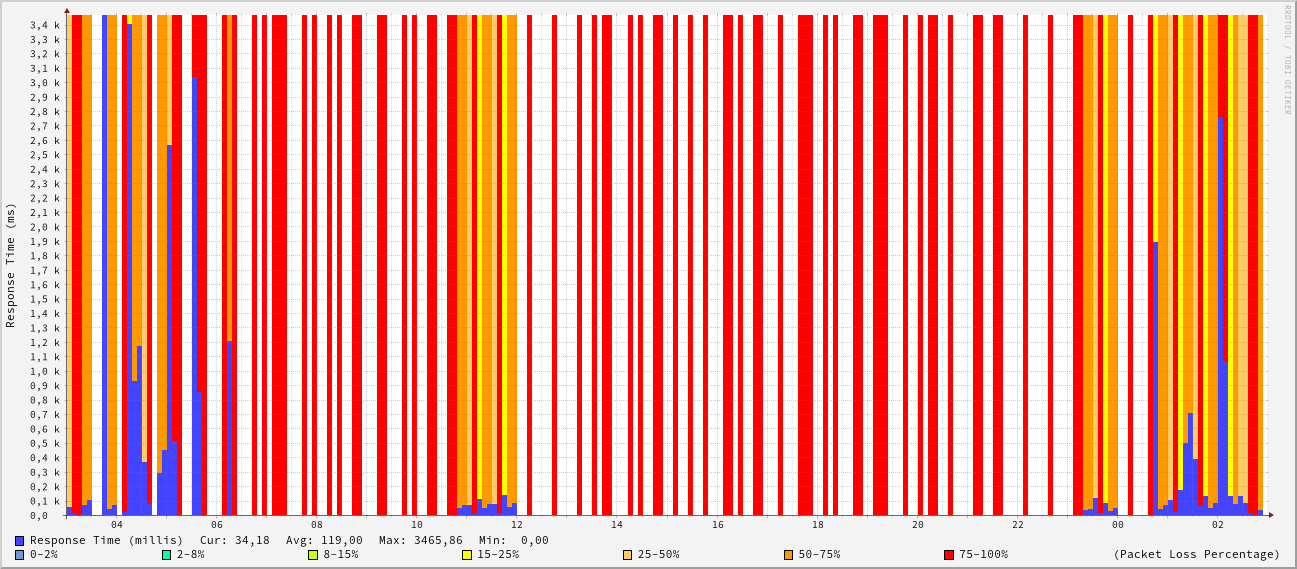 RRDTOOL / TOBI OETIKER
Response Time (ms)
3,4 k
3,3 k
3,2 k
3,1 k
3,0 k
2,9 k
2,8 k
2,7 k
2,6 k
2,5 k
2,4 k
2,3 k
2,2 k
2,1 k
2,0 k
1,9 k
1,8 k
1,7 k
1,6 k
1,5 k
1,4 k
1,3 k
1,2 k
1,1 k
1,0 k
0,9 k
0,8 k
0,7 k
0,6 k
0,5 k
0,4 k
0,3 k
0,2 k
0,1 k
0,0
04 06 08 10 12 14 16 18 20 22 00 02
Response Time (millis) Cur: 34,18 Avg: 119,00 Max: 3465,86 Min: 0,00
0-2% 2-8% 8-15% 15-25% 25-50% 50-75% 75-100% (Packet Loss Percentage)